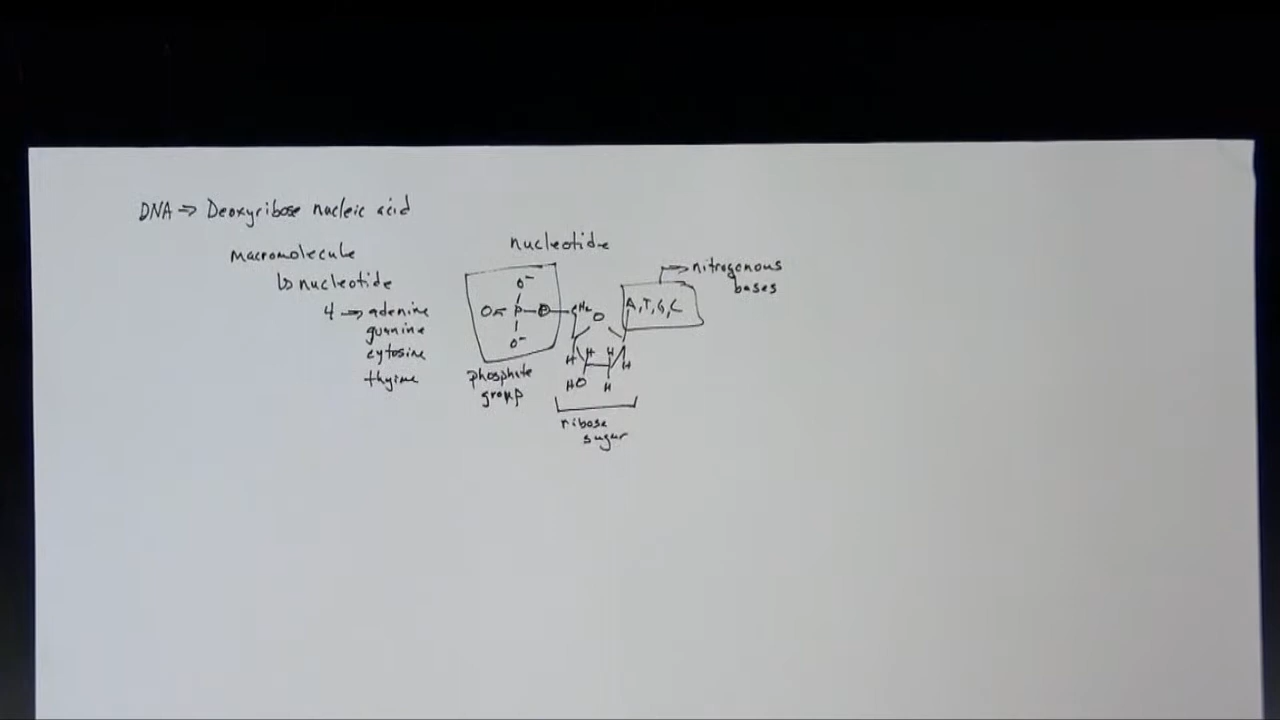 DNA ⇒ Deoxyribose nucleic acid
macromolecule
↳ nucleotide
4 → adenine
guanine
cytosine
thymine
nucleotide
O⁻
O= P — O — CH₂ O
O⁻
A, T, G, C
→ nitrogenous
bases
H H H H
HO H
phosphate
group
ribose
sugar